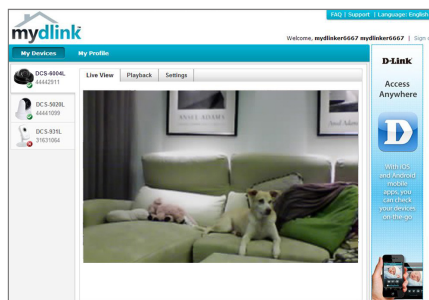 FAQ | Support | Language: English
mydlink
Welcome, mydlinker6667 mydlinker6667 | Sign
My Devices
My Profile
DCS-6004L
44442911
DCS-5020L
44441099
DCS-931L
31631064
Live View
Playback
Settings
ANSEL ADAMS
Ansel Adams
D-Link
Access
Anywhere
D
With iOS
and Android
mobile
apps, you
can check
your devices
on-the-go